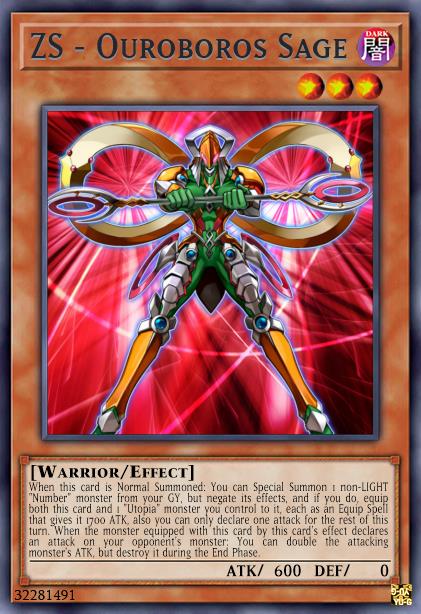 ZS - Ouroboros Sage
DARK
闇
[Warrior/Effect]
When this card is Normal Summoned: You can Special Summon 1 non-LIGHT
"Number" monster from your GY, but negate its effects, and if you do, equip
both this card and 1 "Utopia" monster you control to it, each as an Equip Spell
that gives it 1700 ATK, also you can only declare one attack for the rest of this
turn. When the monster equipped with this card by this card's effect declares
an attack on your opponent's monster: You can double the attacking
monster's ATK, but destroy it during the End Phase.
ATK/ 600 DEF/ 0
32281491